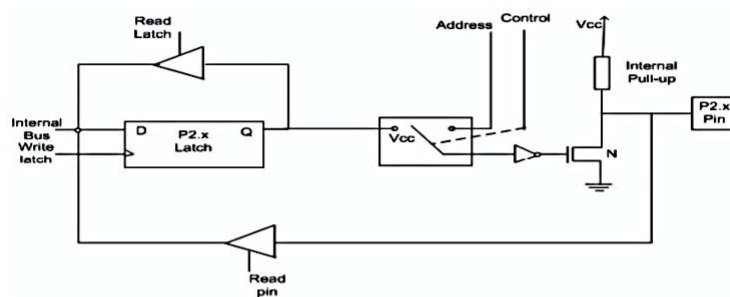 Read
Latch
Address
Control
Vcc
Internal
Pull-up
P2.x
Pin
Internal
Bus
Write
latch
D
P2.x
Latch
Q
Vcc
N
Read
pin